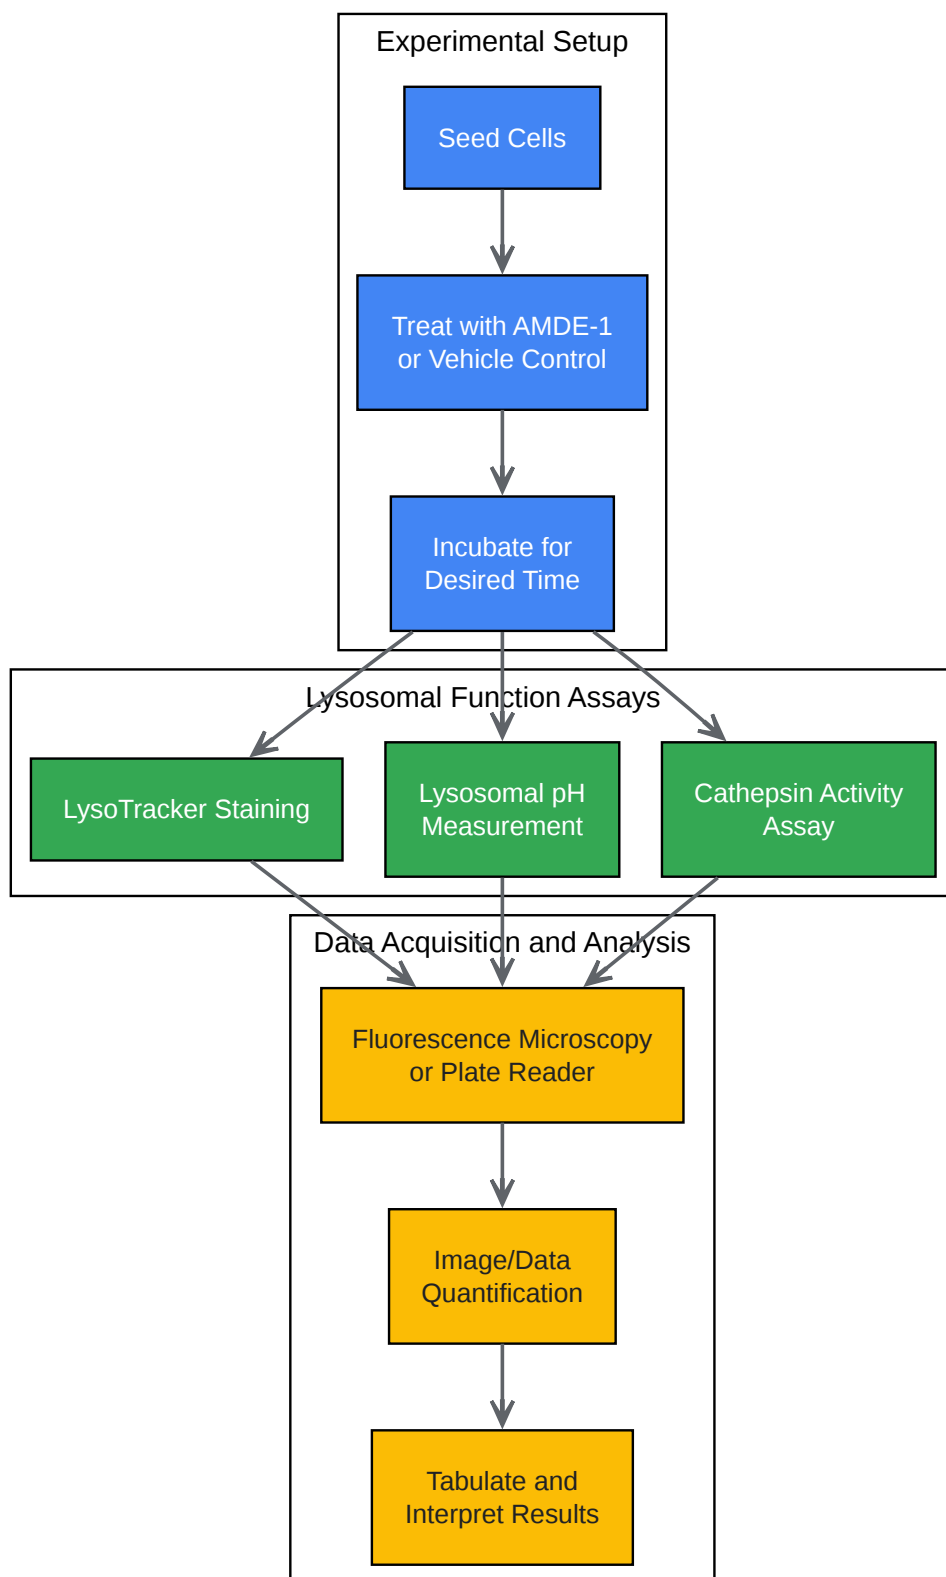 Experimental Setup
Seed Cells
Treat with AMDE-1
or Vehicle Control
Incubate for
Desired Time
Lysosomal Function Assays
LysoTracker Staining
Lysosomal pH
Measurement
Cathepsin Activity
Assay
Data Acquisition and Analysis
Fluorescence Microscopy
or Plate Reader
Image/Data
Quantification
Tabulate and
Interpret Results